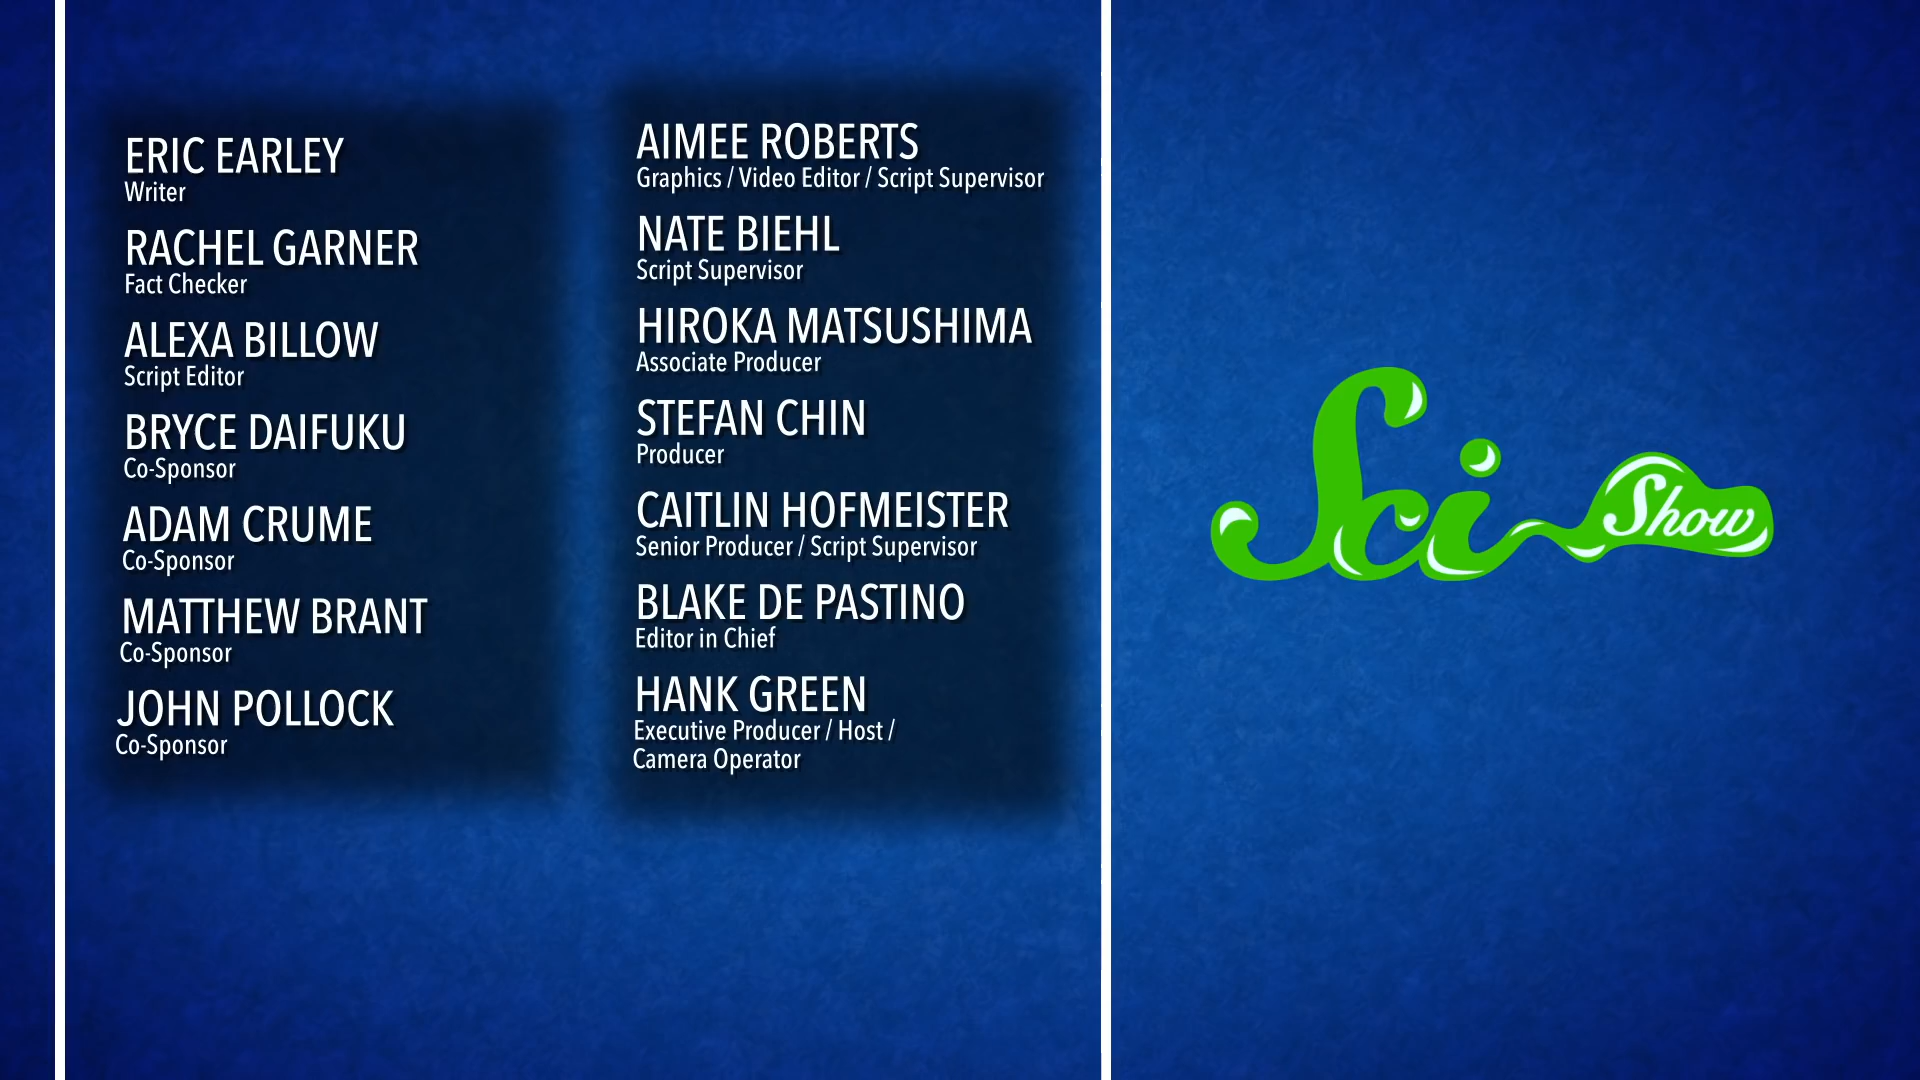 ERIC EARLEY
Writer
RACHEL GARNER
Fact Checker
ALEXA BILLOW
Script Editor
BRYCE DAIFUKU
Co-Sponsor
ADAM CRUME
Co-Sponsor
MATTHEW BRANT
Co-Sponsor
JOHN POLLOCK
Co-Sponsor
AIMEE ROBERTS
Graphics / Video Editor / Script Supervisor
NATE BIEHL
Script Supervisor
HIROKA MATSUSHIMA
Associate Producer
STEFAN CHIN
Producer
CAITLIN HOFMEISTER
Senior Producer / Script Supervisor
BLAKE DE PASTINO
Editor in Chief
HANK GREEN
Executive Producer / Host /
Camera Operator
Sci Show